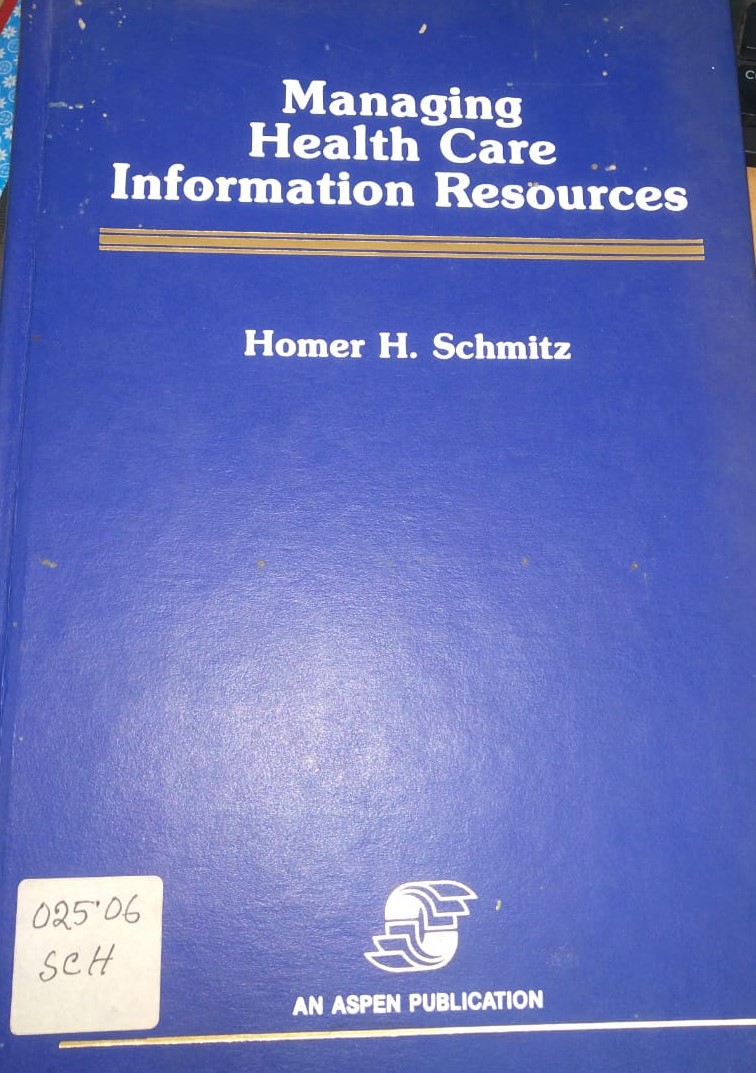 Managing
Health Care
Information Resources
Homer H. Schmitz
025·06
SCH
AN ASPEN PUBLICATION